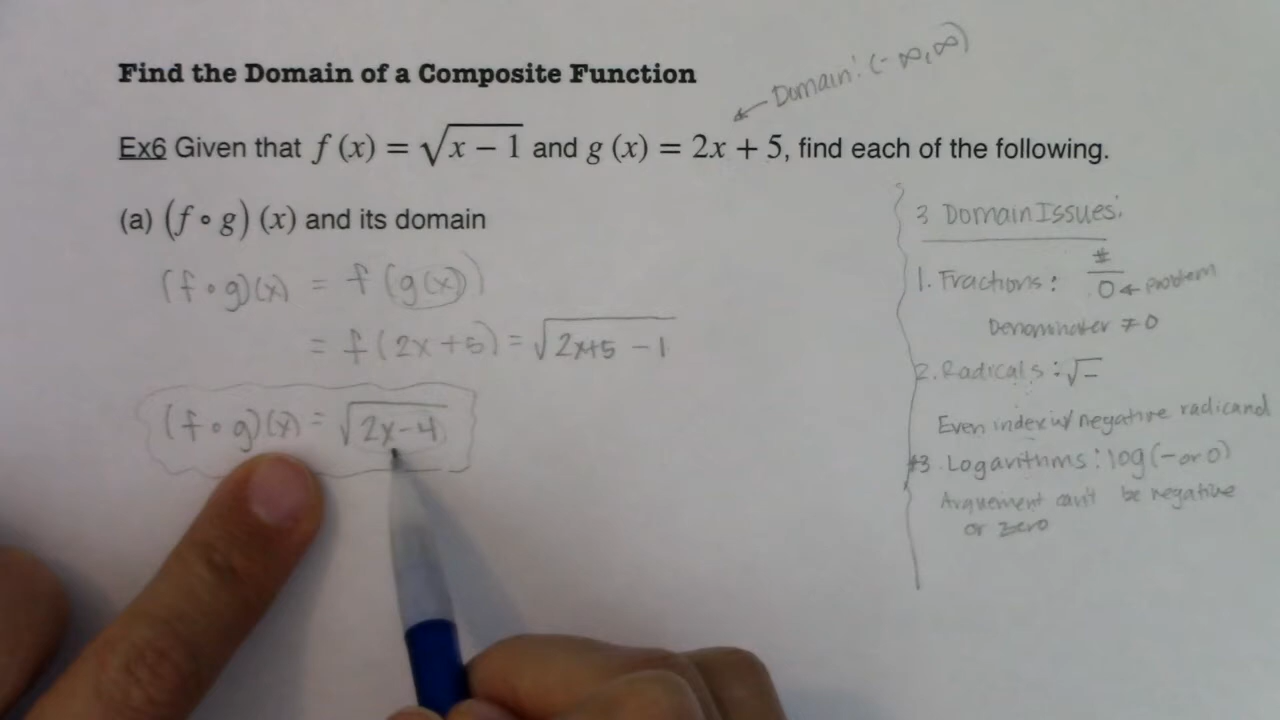 Find the Domain of a Composite Function
← Domain: (-∞,∞)
Ex6 Given that f (x) = √(x − 1) and g (x) = 2x + 5, find each of the following.
(a) (f ∘ g) (x) and its domain
(f∘g)(x) = f(g(x))
= f(2x+5) = √(2x+5 -1)
(f∘g)(x) = √(2x-4)
3 Domain Issues:
1. Fractions: #/0 ← problem
Denominater ≠ 0
2. Radicals: √-
Even index w/ negative radicand
#3. Logarithms: log(- or 0)
Arguement can't be negative
or zero